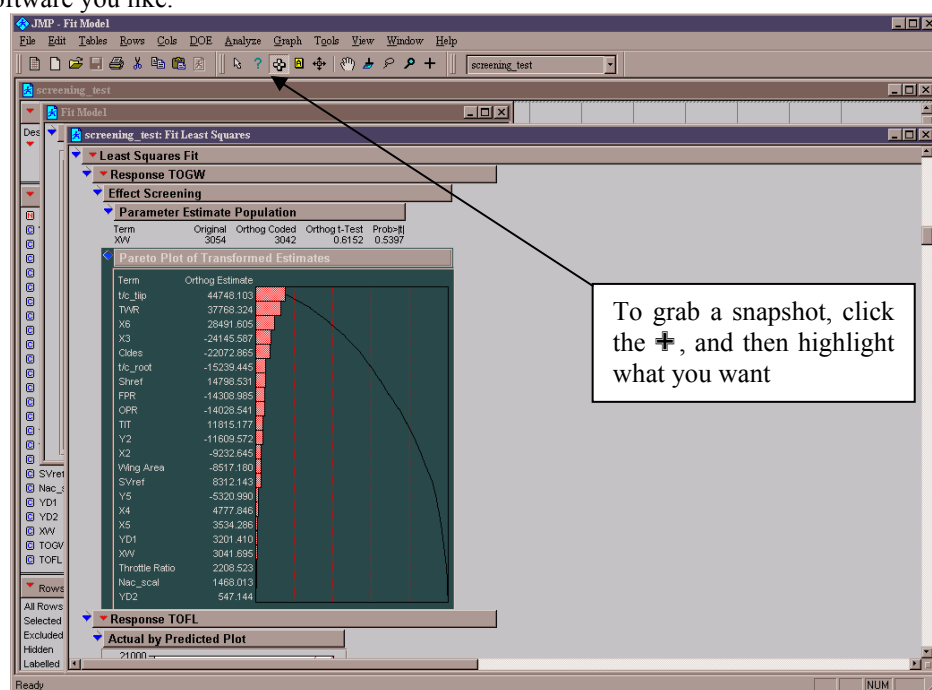 software you like.
JMP - Fit Model
File Edit Tables Rows Cols DOE Analyze Graph Tools View Window Help
screening_test
screening_test
Fit Model
Des
screening_test: Fit Least Squares
Least Squares Fit
Response TOGW
Effect Screening
Parameter Estimate Population
Term Original Orthog Coded Orthog t-Test Prob>|t|
XW 3054 3042 0.6152 0.5397
Pareto Plot of Transformed Estimates
Term Orthog Estimate
t/c_tiip 44748.103
TWR 37768.324
X6 28491.605
X3 -24145.587
Cldes -22072.865
t/c_root -15239.445
Shref 14798.531
FPR -14308.985
OPR -14028.541
TIT 11815.177
Y2 -11609.572
X2 -9232.645
Wing Area -8517.180
SVref 8312.143
Y5 -5320.990
X4 4777.846
X5 3534.286
YD1 3201.410
XW 3041.695
Throttle Ratio 2208.523
Nac_scal 1468.013
YD2 547.144
Response TOFL
Actual by Predicted Plot
21000
SVref
Nac_s
YD1
YD2
XW
TOGW
TOFL
Rows
All Rows
Selected
Excluded
Hidden
Labelled
Ready
NUM
To grab a snapshot, click
the ✚, and then highlight
what you want